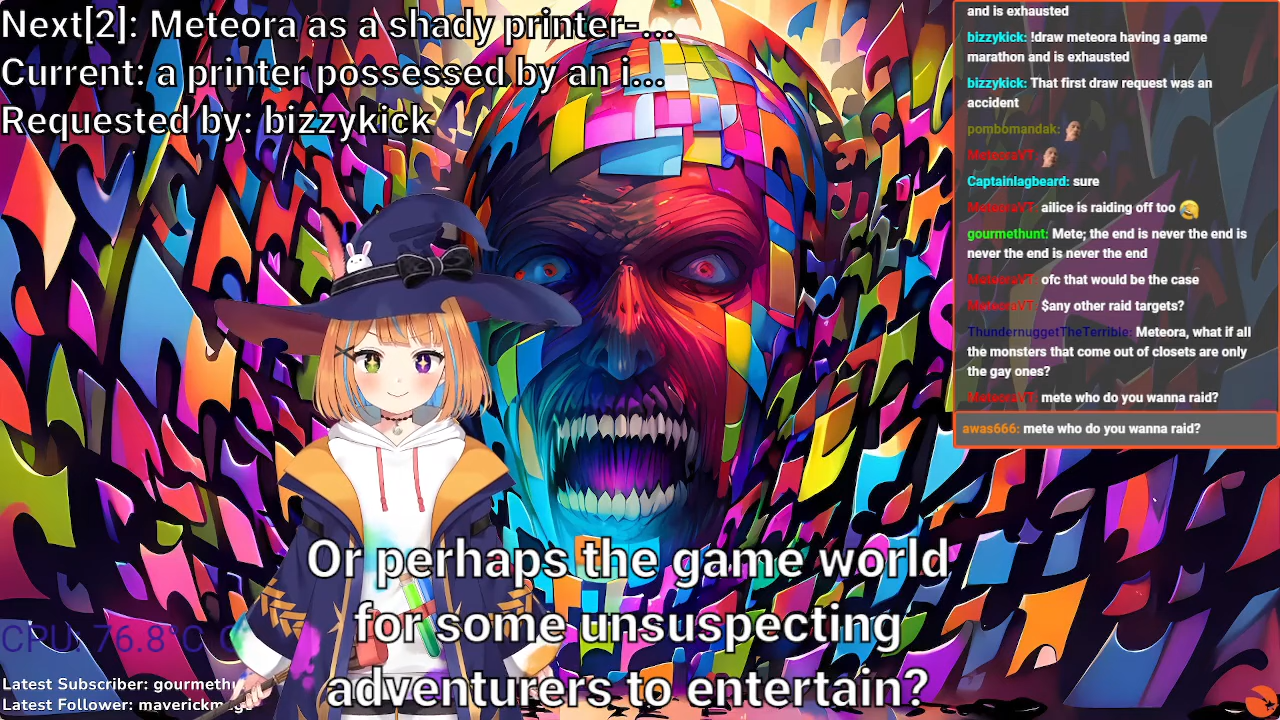 Next[2]: Meteora as a shady printer-...
Current: a printer possessed by an i...
Requested by: bizzykick
and is exhausted
bizzykick: !draw meteora having a game
marathon and is exhausted
bizzykick: That first draw request was an
accident
pombomandak:
MeteoraVT:
Captainlagbeard: sure
MeteoraVT: ailice is raiding off too
gourmethunt: Mete; the end is never the end is
never the end is never the end
MeteoraVT: ofc that would be the case
MeteoraVT: $any other raid targets?
ThundernuggetTheTerrible: Meteora, what if all
the monsters that come out of closets are only
the gay ones?
MeteoraVT: mete who do you wanna raid?
awas666: mete who do you wanna raid?
Or perhaps the game world
for some unsuspecting
adventurers to entertain?
CPU: 76.8°C
Latest Subscriber: gourmethu
Latest Follower: maverickm